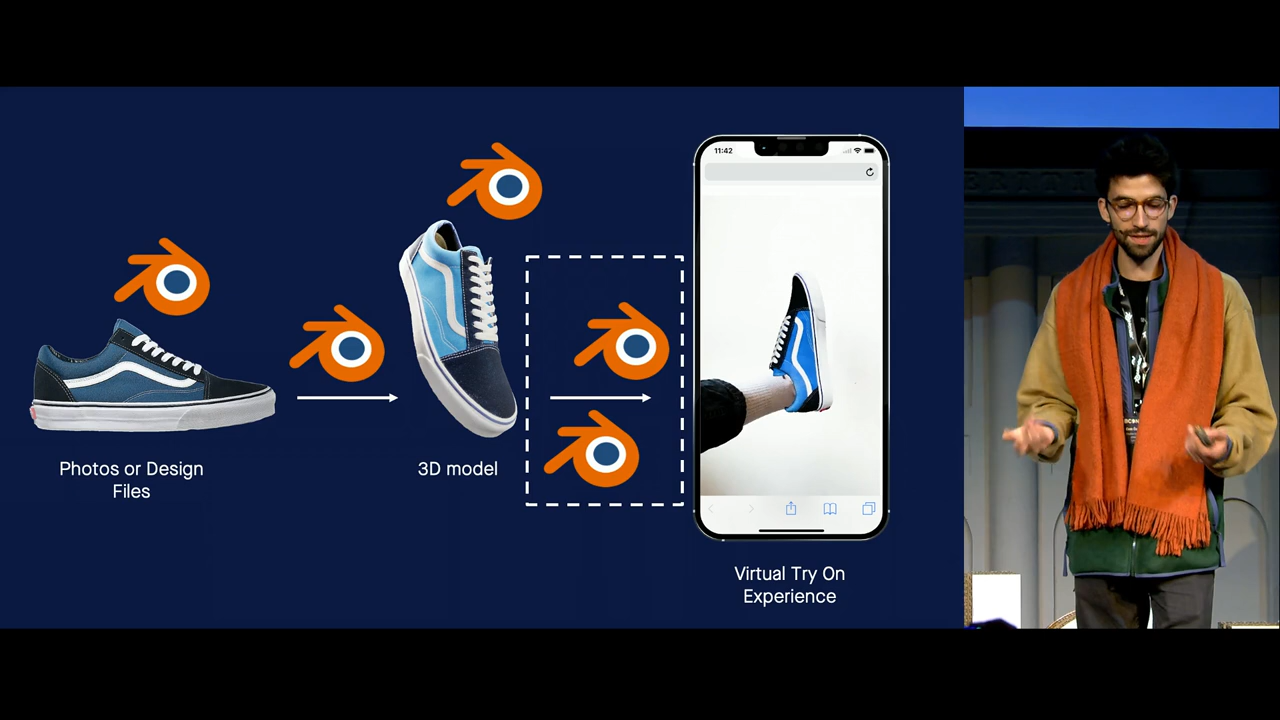 Photos or Design
Files
3D model
11:42
Virtual Try On
Experience